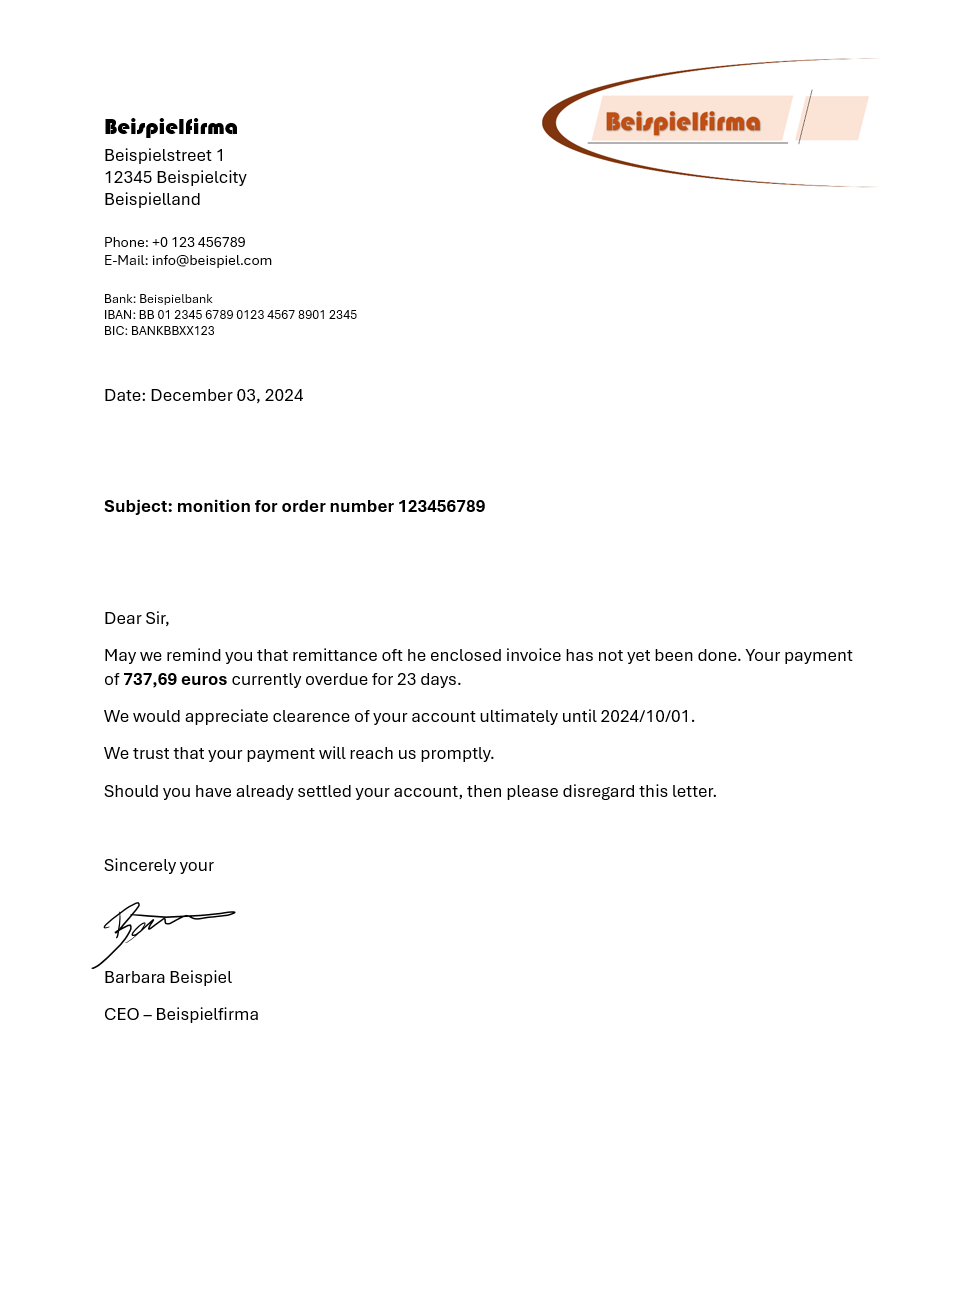 Beispielfirma
Beispielfirma
Beispielstreet 1
12345 Beispielcity
Beispielland
Phone: +0 123 456789
E-Mail: info@beispiel.com
Bank: Beispielbank
IBAN: BB 01 2345 6789 0123 4567 8901 2345
BIC: BANKBBXX123
Date: December 03, 2024
Subject: monition for order number 123456789
Dear Sir,
May we remind you that remittance oft he enclosed invoice has not yet been done. Your payment
of 737,69 euros currently overdue for 23 days.
We would appreciate clearence of your account ultimately until 2024/10/01.
We trust that your payment will reach us promptly.
Should you have already settled your account, then please disregard this letter.
Sincerely your
Barbara Beispiel
CEO – Beispielfirma